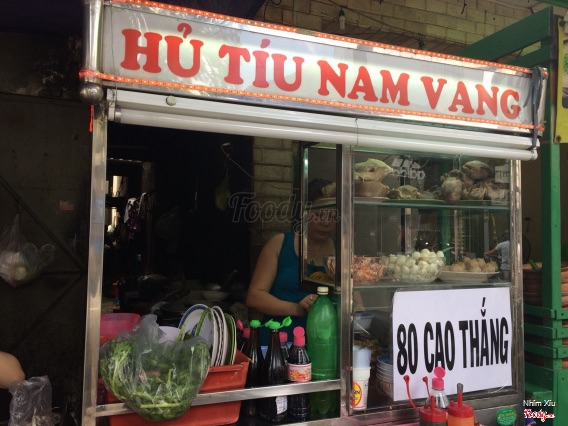 HỦ TÍU NAM VANG
Foody.vn
80 CAO THẮNG
Nhím Xíu
Foody.vn